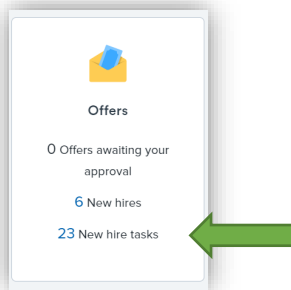 Offers
0 Offers awaiting your
approval
6 New hires
23 New hire tasks